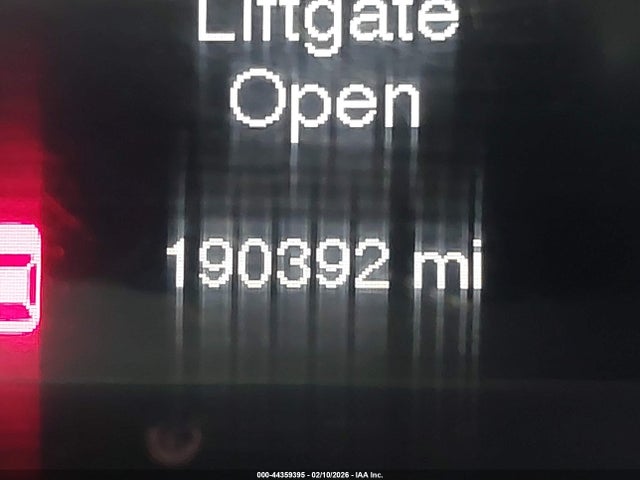 Liftgate
Open
190392 mi
000-44359395 - 02/10/2026 - IAA Inc.